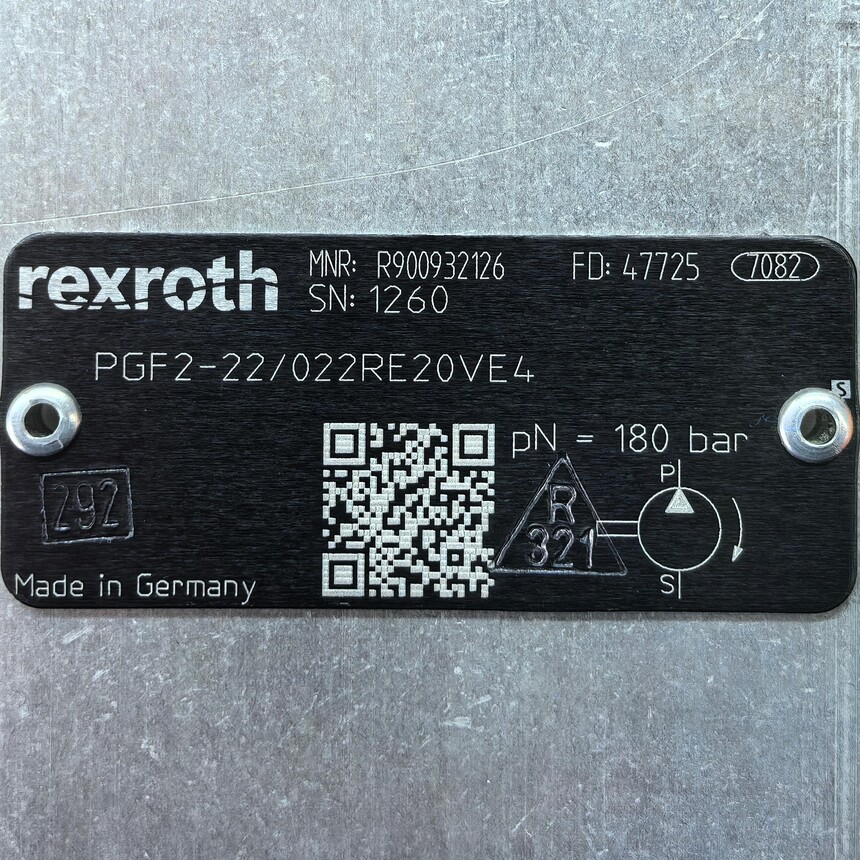 rexroth
MNR: R900932126 FD: 47725 7082
SN: 1260
PGF2-22/022RE20VE4
S
pN = 180 bar
P
R
321
292
S
Made in Germany